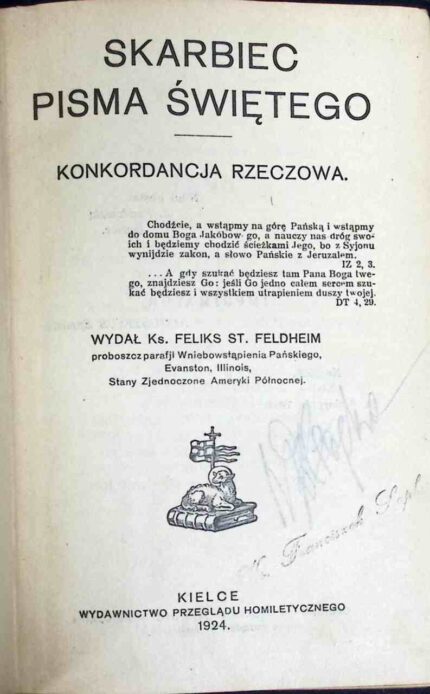 SKARBIEC
PISMA ŚWIĘTEGO
KONKORDANCJA RZECZOWA.
Chodźcie, a wstąpmy na górę Pańską i wstąpmy
do domu Boga Jakóbow go, a nauczy nas dróg swo-
ich i będziemy chodzić ścieżkami Jego, bo z Syjonu
wynijdzie zakon, a słowo Pańskie z Jeruzalem.
IZ 2, 3.
... A gdy szukać będziesz tam Pana Boga twe-
go, znajdziesz Go: jeśli Go jedno całem sercem szu-
kać będziesz i wszystkiem utrapieniem duszy twojej.
DT 4, 29.
WYDAŁ Ks. FELIKS ST. FELDHEIM
proboszcz parafji Wniebowstąpienia Pańskiego,
Evanston, Illinois,
Stany Zjednoczone Ameryki Północnej.
Franciszek
KIELCE
WYDAWNICTWO PRZEGLĄDU HOMILETYCZNEGO
1924.